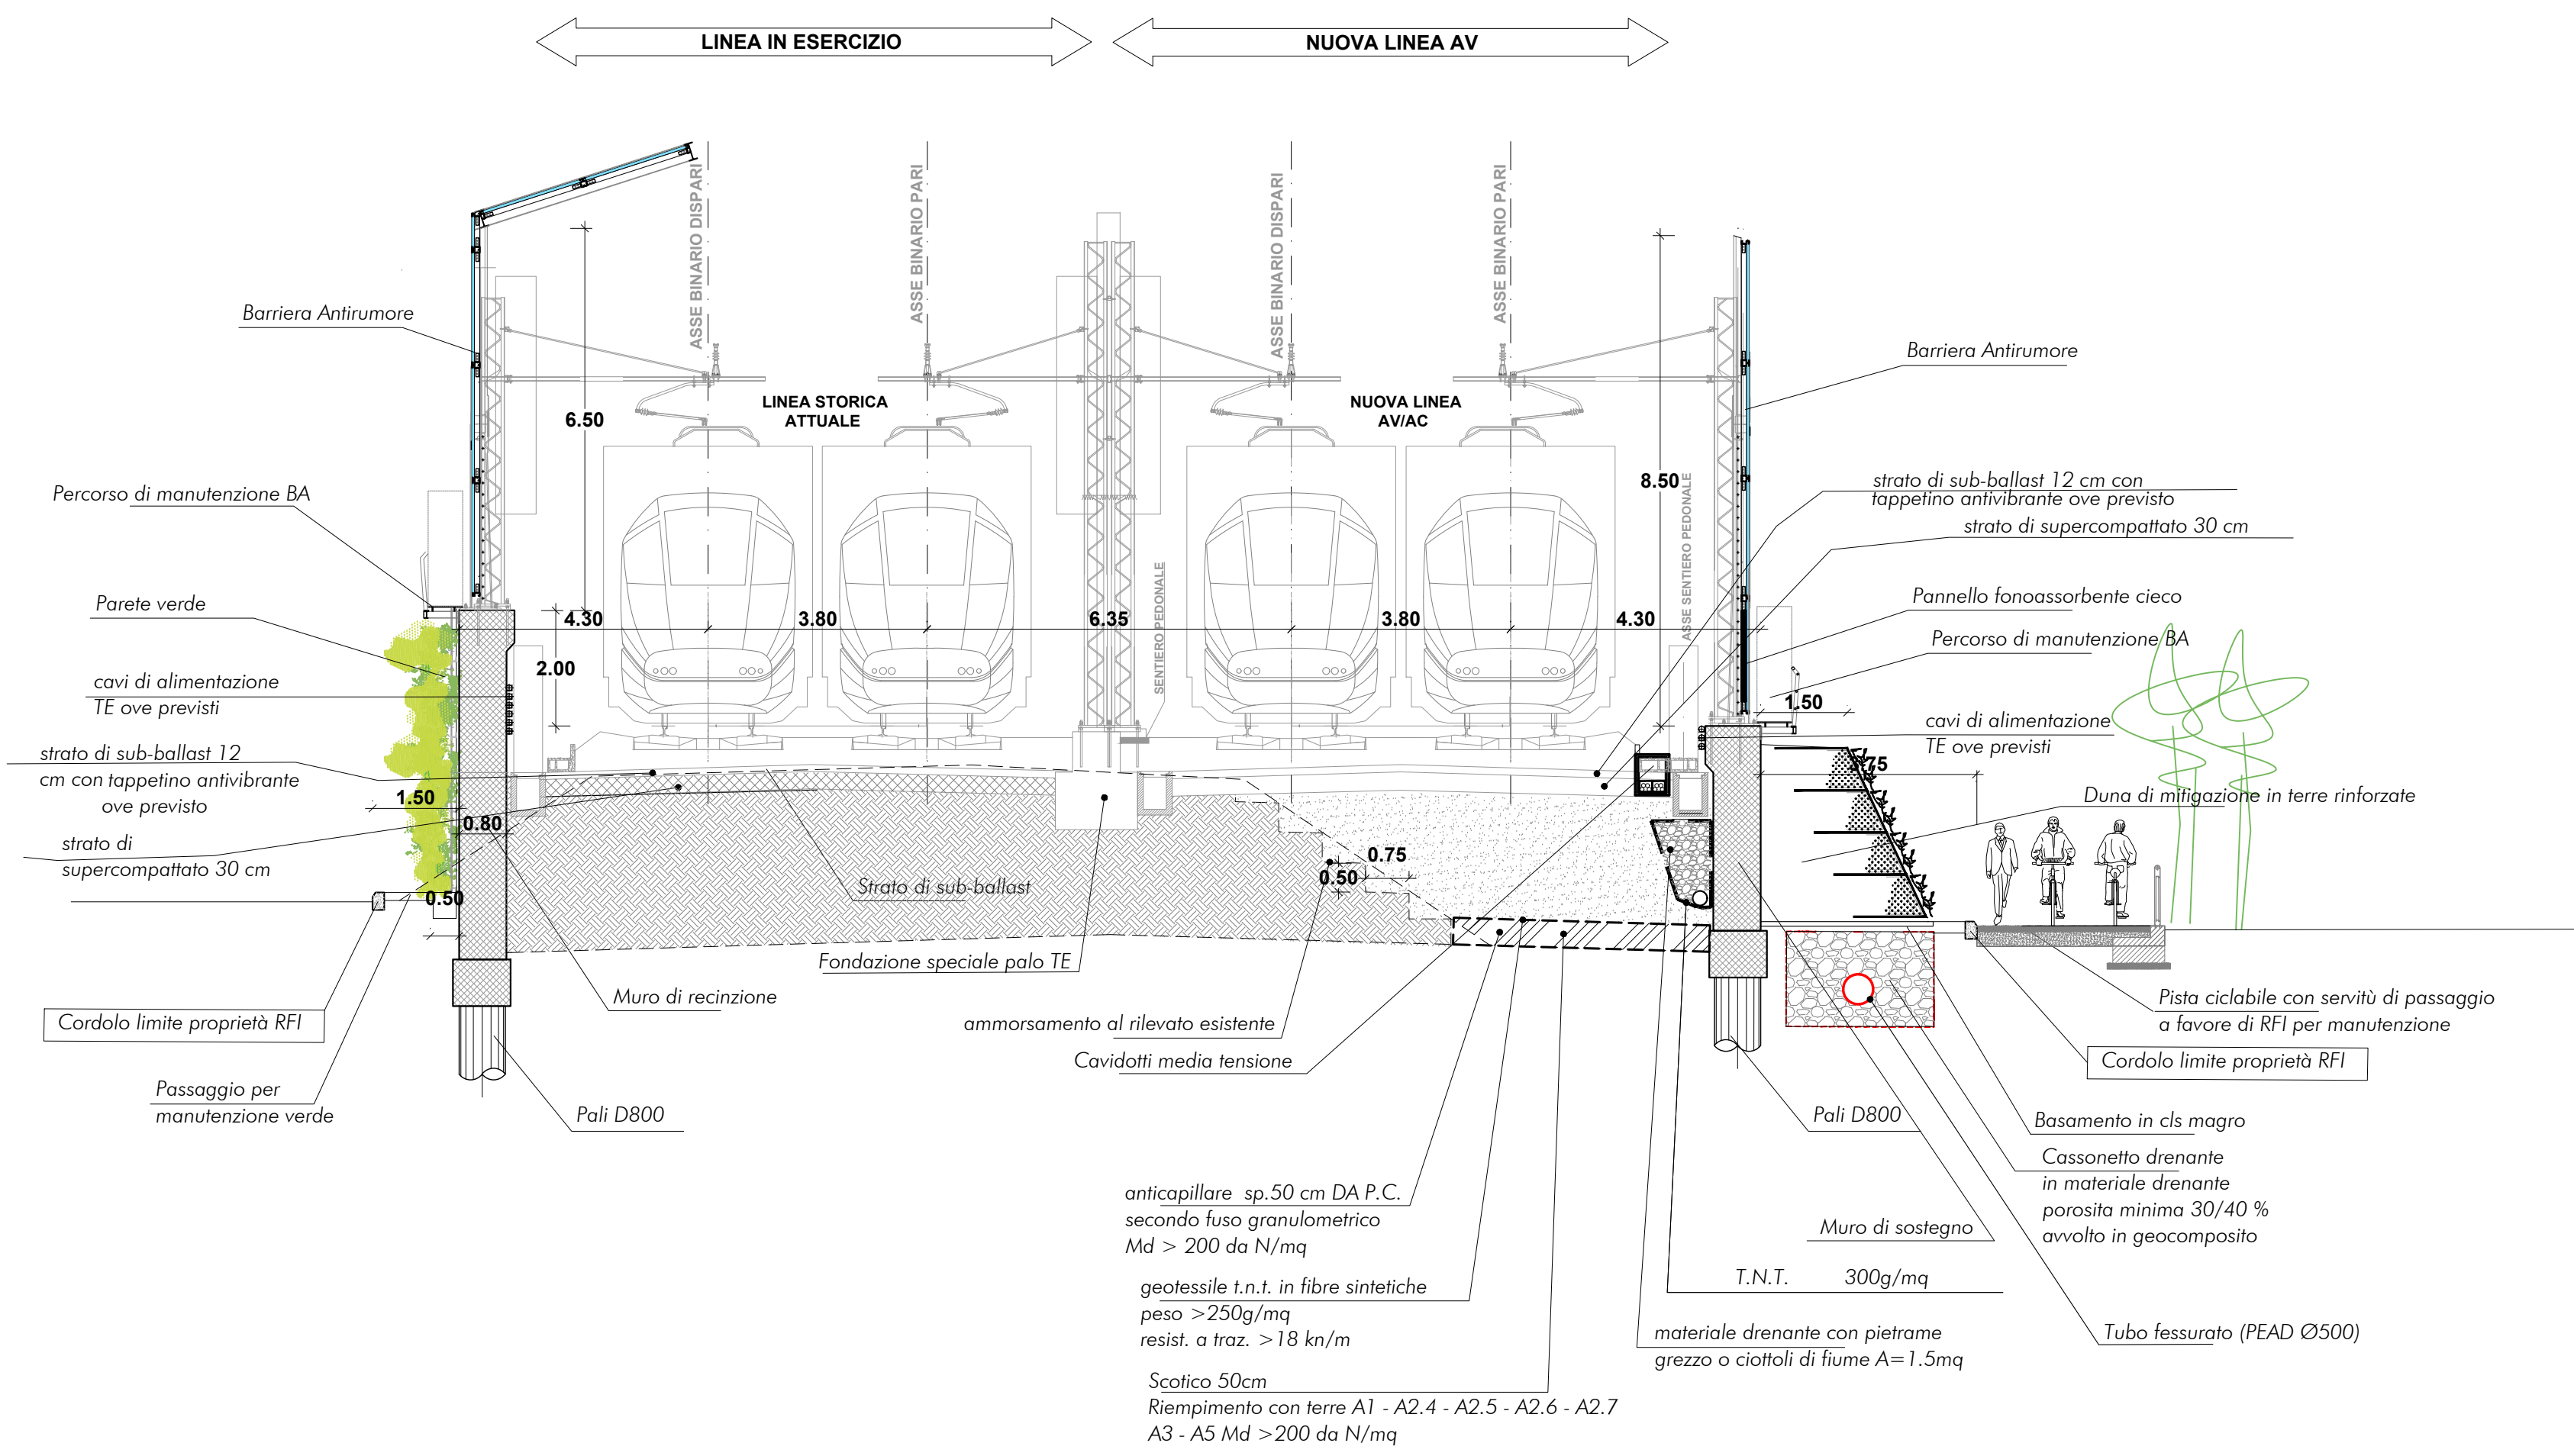 LINEA IN ESERCIZIO
NUOVA LINEA AV
ASSE BINARIO DISPARI
ASSE BINARIO PARI
ASSE BINARIO DISPARI
ASSE BINARIO PARI
Barriera Antirumore
Barriera Antirumore
LINEA STORICA
ATTUALE
NUOVA LINEA
AV/AC
6.50
8.50
Percorso di manutenzione BA
strato di sub-ballast 12 cm con
tappetino antivibrante ove previsto
strato di supercompattato 30 cm
ASSE SENTIERO PEDONALE
SENTIERO PEDONALE
Parete verde
Pannello fonoassorbente cieco
4.30
3.80
6.35
3.80
4.30
Percorso di manutenzione BA
2.00
1.50
cavi di alimentazione
TE ove previsti
cavi di alimentazione
TE ove previsti
strato di sub-ballast 12
cm con tappetino antivibrante
ove previsto
1.50
0.80
Duna di mitigazione in terre rinforzate
strato di
supercompattato 30 cm
0.75
0.50
Strato di sub-ballast
0.50
Fondazione speciale palo TE
Muro di recinzione
Cordolo limite proprietà RFI
ammorsamento al rilevato esistente
Cavidotti media tensione
Pista ciclabile con servitù di passaggio
a favore di RFI per manutenzione
Cordolo limite proprietà RFI
Passaggio per
manutenzione verde
Pali D800
Pali D800
Basamento in cls magro
Cassonetto drenante
in materiale drenante
porosita minima 30/40 %
avvolto in geocomposito
anticapillare sp.50 cm DA P.C.
secondo fuso granulometrico
Md > 200 da N/mq
Muro di sostegno
T.N.T. 300g/mq
geotessile t.n.t. in fibre sintetiche
peso >250g/mq
resist. a traz. >18 kn/m
materiale drenante con pietrame
grezzo o ciottoli di fiume A=1.5mq
Tubo fessurato (PEAD Ø500)
Scotico 50cm
Riempimento con terre A1 - A2.4 - A2.5 - A2.6 - A2.7
A3 - A5 Md >200 da N/mq